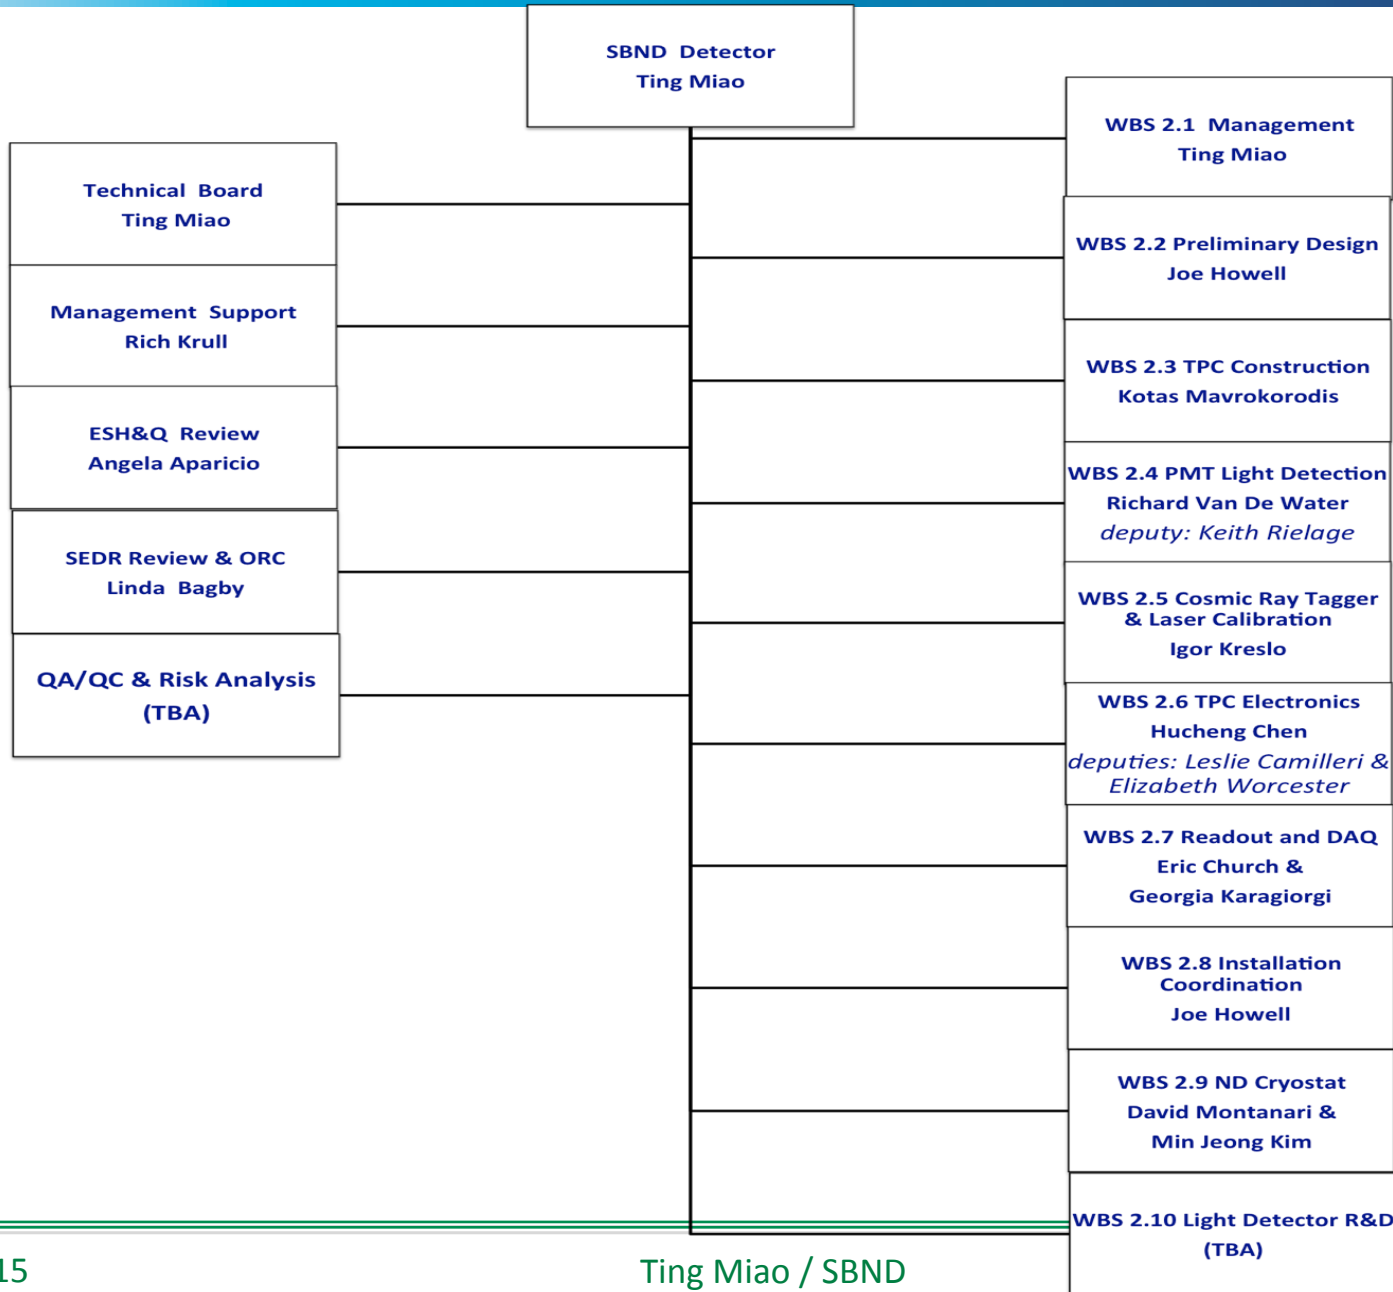 SBND Detector
Ting Miao
Technical Board
Ting Miao
Management Support
Rich Krull
ESH&Q Review
Angela Aparicio
SEDR Review & ORC
Linda Bagby
QA/QC & Risk Analysis
(TBA)
WBS 2.1 Management
Ting Miao
WBS 2.2 Preliminary Design
Joe Howell
WBS 2.3 TPC Construction
Kotas Mavrokorodis
WBS 2.4 PMT Light Detection
Richard Van De Water
deputy: Keith Rielage
WBS 2.5 Cosmic Ray Tagger
& Laser Calibration
Igor Kreslo
WBS 2.6 TPC Electronics
Hucheng Chen
deputies: Leslie Camilleri &
Elizabeth Worcester
WBS 2.7 Readout and DAQ
Eric Church &
Georgia Karagiorgi
WBS 2.8 Installation
Coordination
Joe Howell
WBS 2.9 ND Cryostat
David Montanari &
Min Jeong Kim
WBS 2.10 Light Detector R&D
(TBA)
15
Ting Miao / SBND